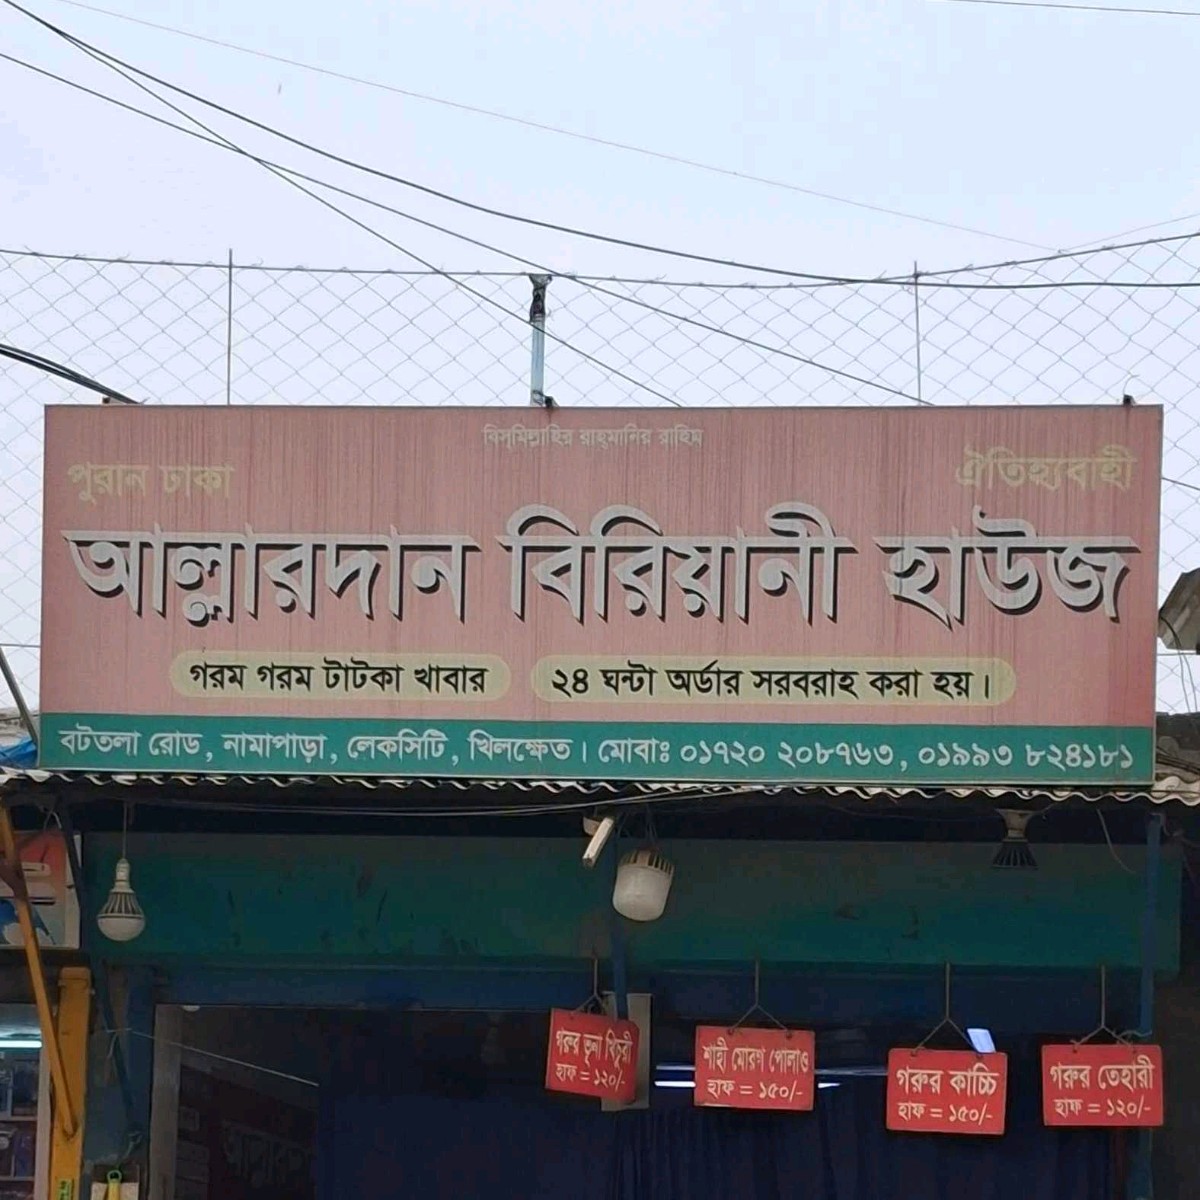 বিসমিল্লাহির রাহমানির রাহিম
পুরান ঢাকা ঐতিহ্যবাহী
আল্লারদান বিরিয়ানী হাউজ
গরম গরম টাটকা খাবার ২৪ ঘন্টা অর্ডার সরবরাহ করা হয়।
বটতলা রোড, নামাপাড়া, লেকসিটি, খিলক্ষেত। মোবাঃ ০১৭২০ ২০৮৭৬৩, ০১৯৯৩ ৮২৪১৮১
গরুর ভূনা খিচুরী
হাফ = ১২০/-
শাহী মোরগ পোলাও
হাফ = ১৫০/-
গরুর কাচ্চি
হাফ = ১৫০/-
গরুর তেহারী
হাফ = ১২০/-